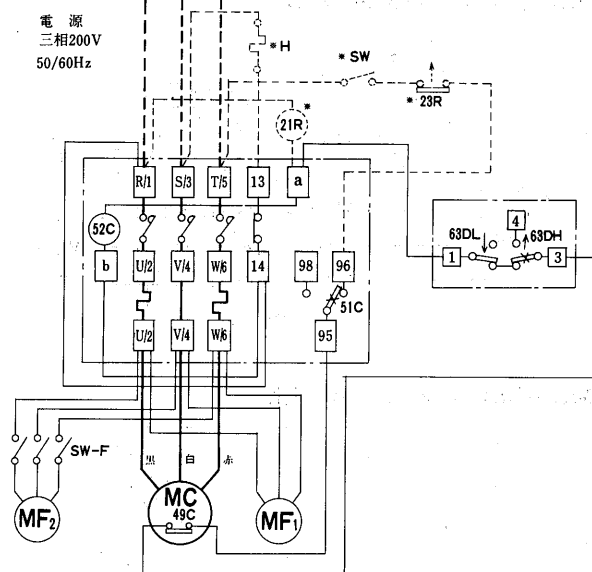 電 源
三相200V
50/60Hz
* H
* SW
*
21R
* 23R
R/1
S/3
T/5
13
a
52C
b
U/2
V/4
W/6
14
98
96
51C
95
U/2
V/4
W/6
63DL
4
63DH
1
3
SW-F
黒
白
赤
MC
49C
MF2
MF1